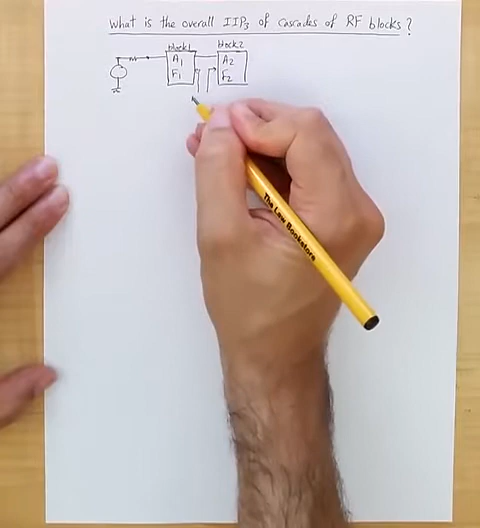 what is the overall IIP3 of cascades of RF blocks?
block1 block2
A1 A2
F1 F2
The Law Bookstore